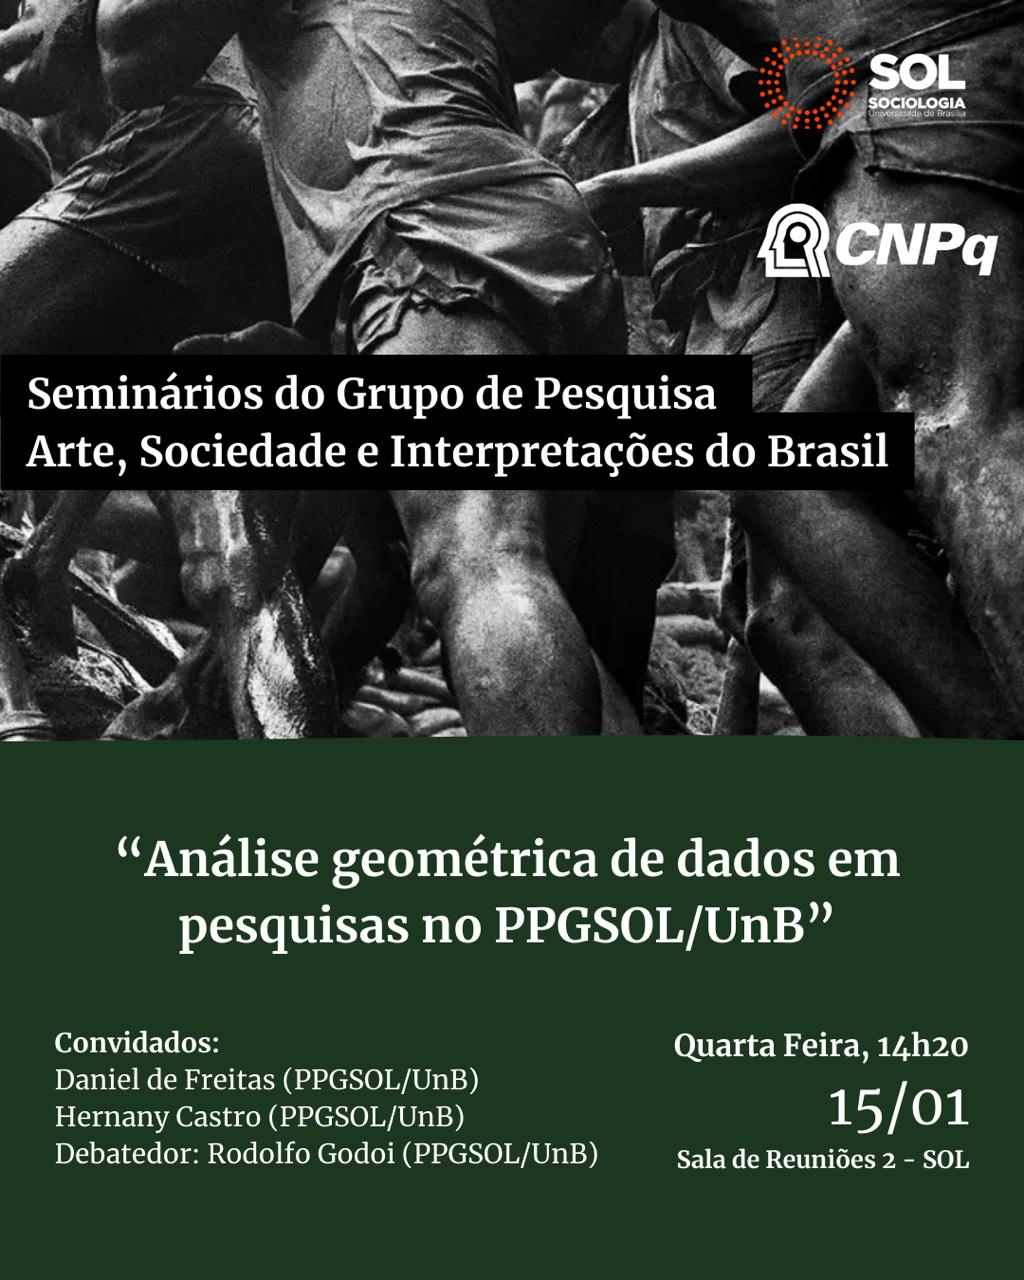 SOL
SOCIOLOGIA
Universidade de Brasília
CNPq
Seminários do Grupo de Pesquisa
Arte, Sociedade e Interpretações do Brasil
“Análise geométrica de dados em
pesquisas no PPGSOL/UnB”
Convidados:
Daniel de Freitas (PPGSOL/UnB)
Hernany Castro (PPGSOL/UnB)
Debatedor: Rodolfo Godoi (PPGSOL/UnB)
Quarta Feira, 14h20
15/01
Sala de Reuniões 2 - SOL